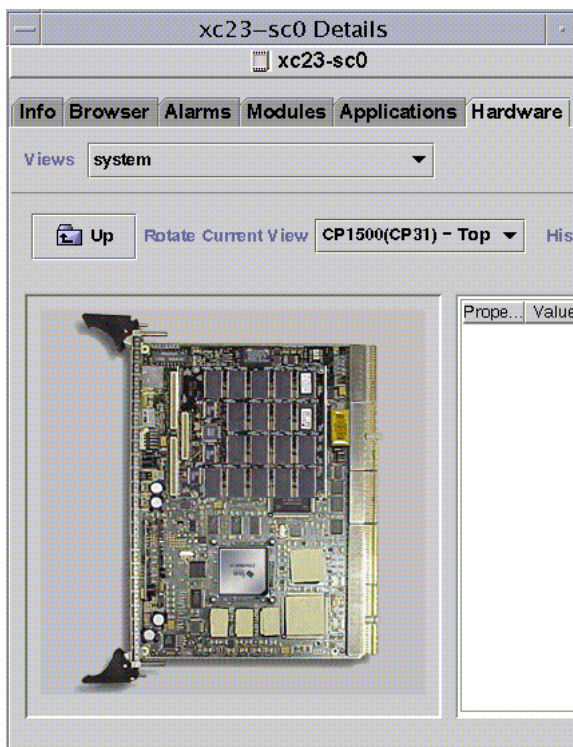 xc23-sc0 Details
xc23-sc0
Info Browser Alarms Modules Applications Hardware
Views system
Up Rotate Current View CP1500(CP31) - Top His
Prope... Value